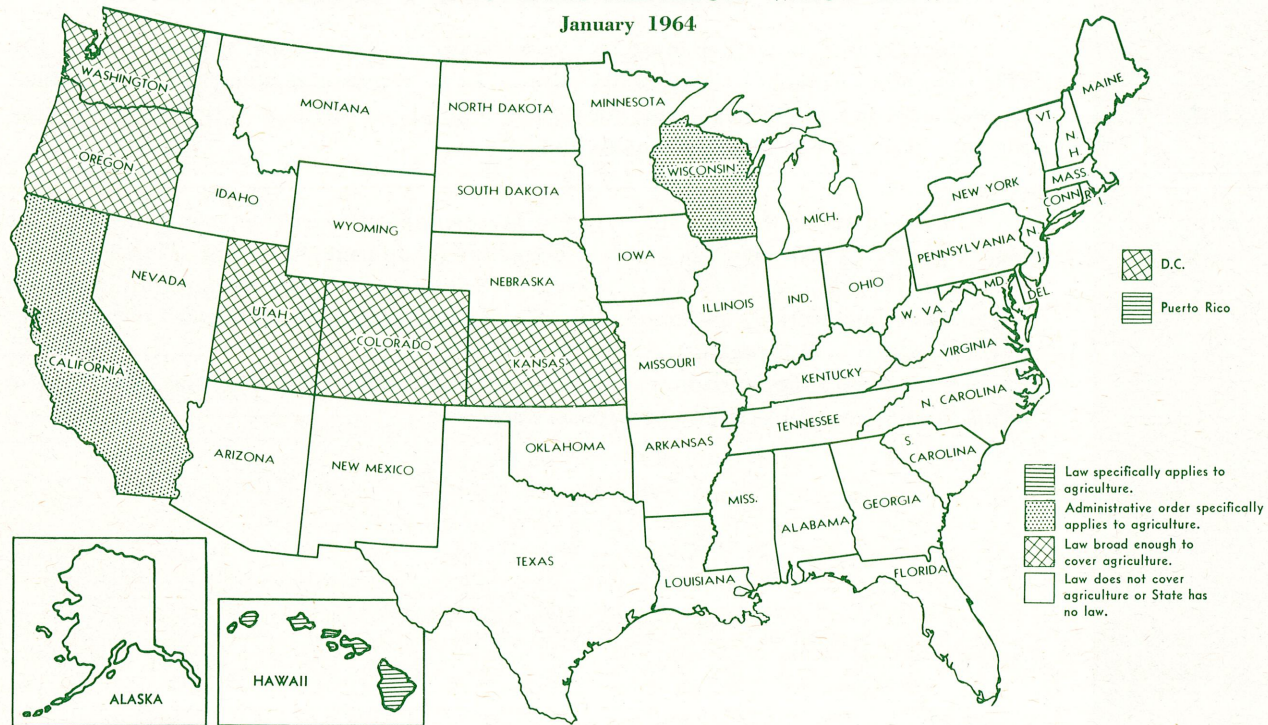 January 1964
WASHINGTON
MONTANA
NORTH DAKOTA
MINNESOTA
MAINE
VT
N
H
OREGON
IDAHO
SOUTH DAKOTA
WISCONSIN
MICH.
NEW YORK
MASS.
CONN
R
I.
WYOMING
NEVADA
NEBRASKA
IOWA
PENNSYLVANIA
N
J
UTAH
COLORADO
KANSAS
ILLINOIS
IND.
OHIO
W. VA
MD.
DEL
D.C.
Puerto Rico
CALIFORNIA
MISSOURI
KENTUCKY
VIRGINIA
ARIZONA
NEW MEXICO
OKLAHOMA
ARKANSAS
TENNESSEE
N. CAROLINA
S.
CAROLINA
TEXAS
LOUISIANA
MISS.
ALABAMA
GEORGIA
FLORIDA
Law specifically applies to
agriculture.
Administrative order specifically
applies to agriculture.
Law broad enough to
cover agriculture.
Law does not cover
agriculture or State has
no law.
ALASKA
HAWAII